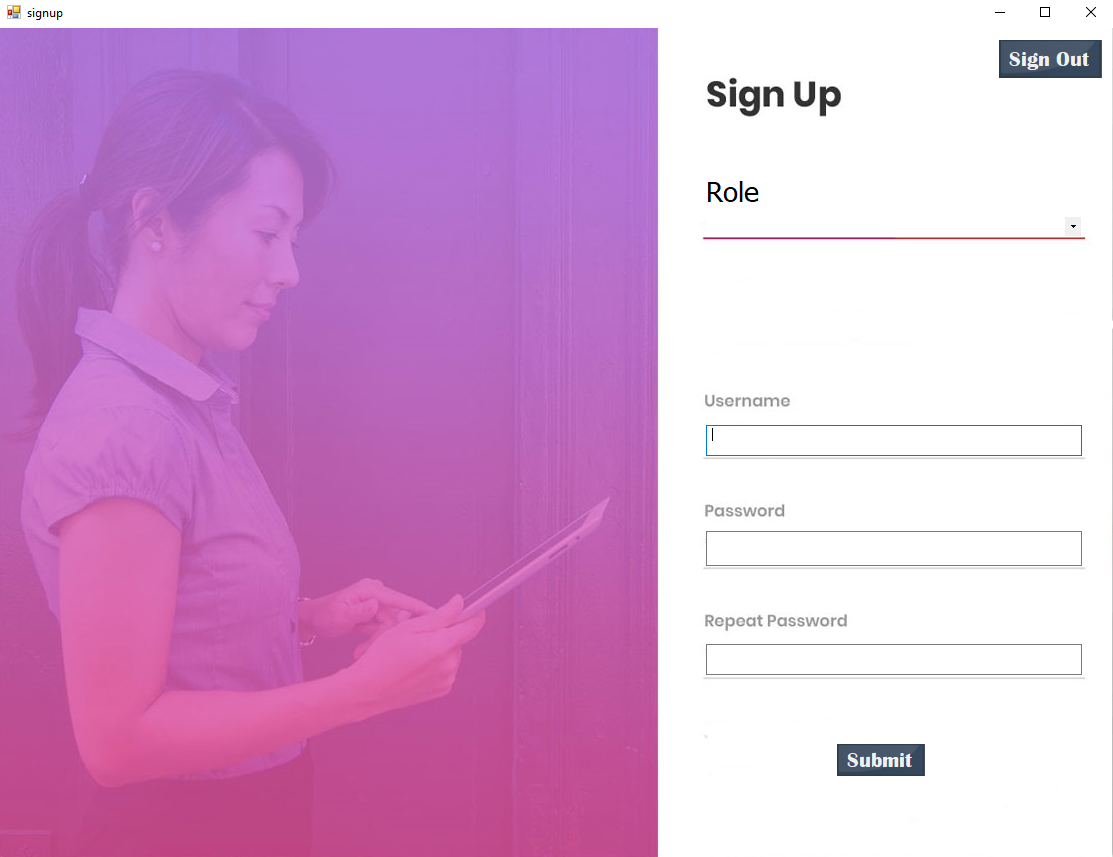 signup
Sign Out
Sign Up
Role
Username
Password
Repeat Password
Submit